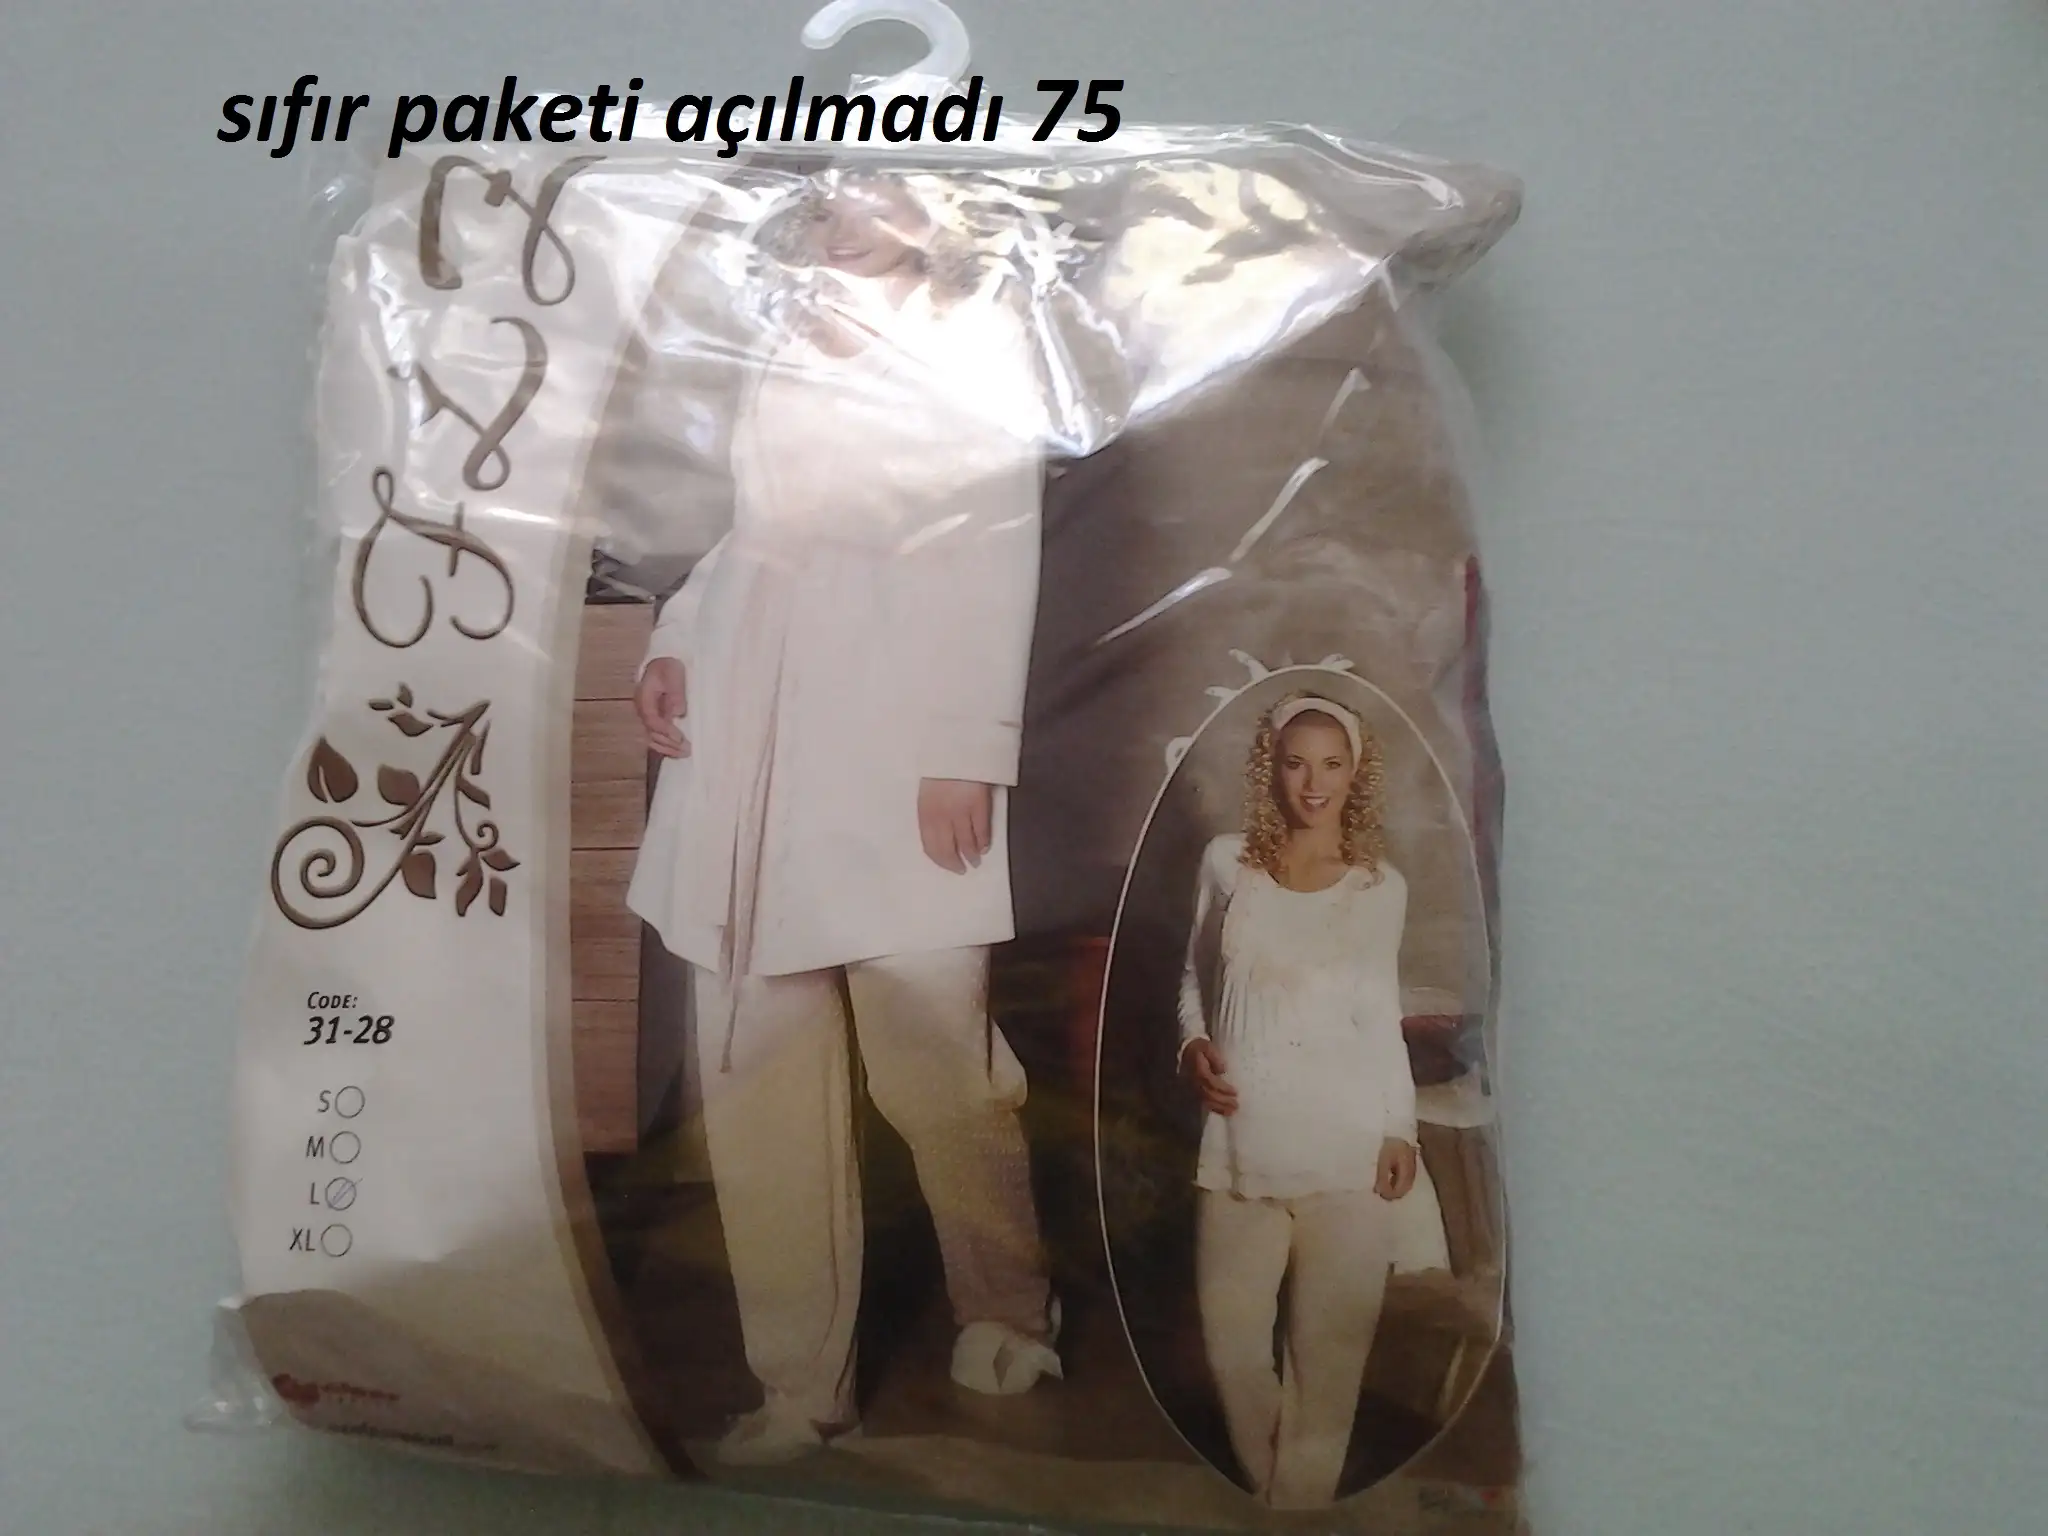 sıfır paketi açılmadı 75
CODE:
31-28
S
M
L
XL